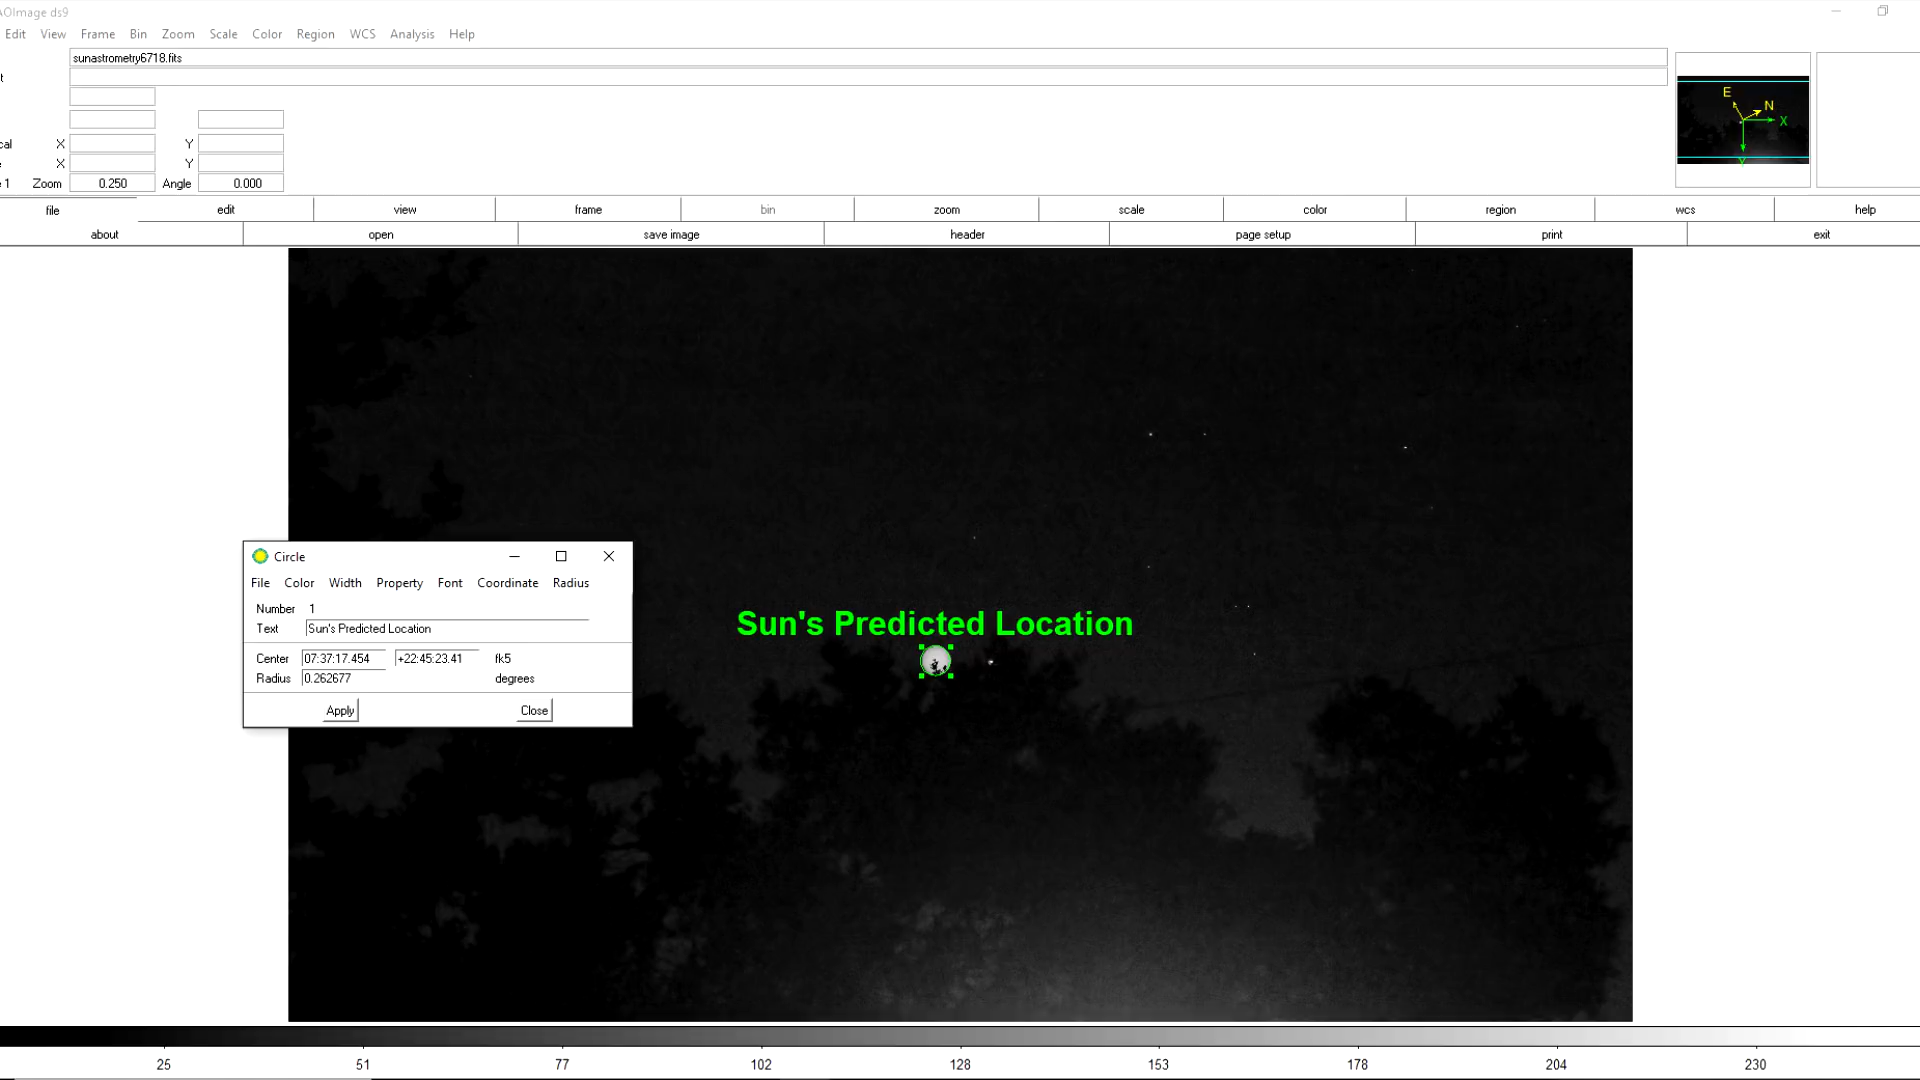 AOImage ds9
Edit View Frame Bin Zoom Scale Color Region WCS Analysis Help
sunastrometry6718.fits
t
cal X Y
e X Y
e 1 Zoom 0.250 Angle 0.000
E
N
X
Y
file edit view frame bin zoom scale color region wcs help
about open save image header page setup print exit
Circle
File Color Width Property Font Coordinate Radius
Number 1
Text Sun's Predicted Location
Center 07:37:17.454 +22:45:23.41 fk5
Radius 0.262677 degrees
Apply Close
Sun's Predicted Location
25 51 77 102 128 153 178 204 230